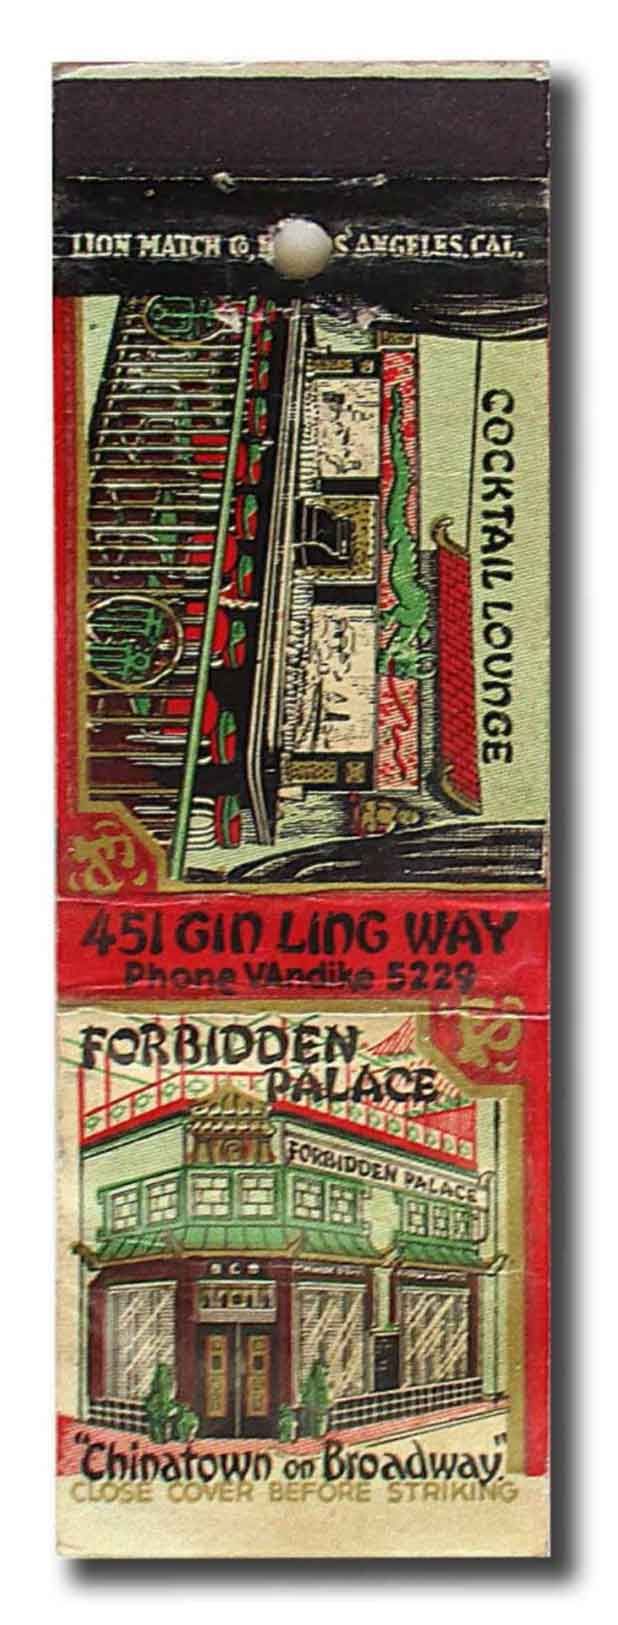 LION MATCH CO., LOS ANGELES, CAL.
COCKTAIL LOUNGE
451 GIN LING WAY
Phone VAndike 5229
FORBIDDEN
PALACE
FORBIDDEN PALACE
"Chinatown on Broadway."
CLOSE COVER BEFORE STRIKING